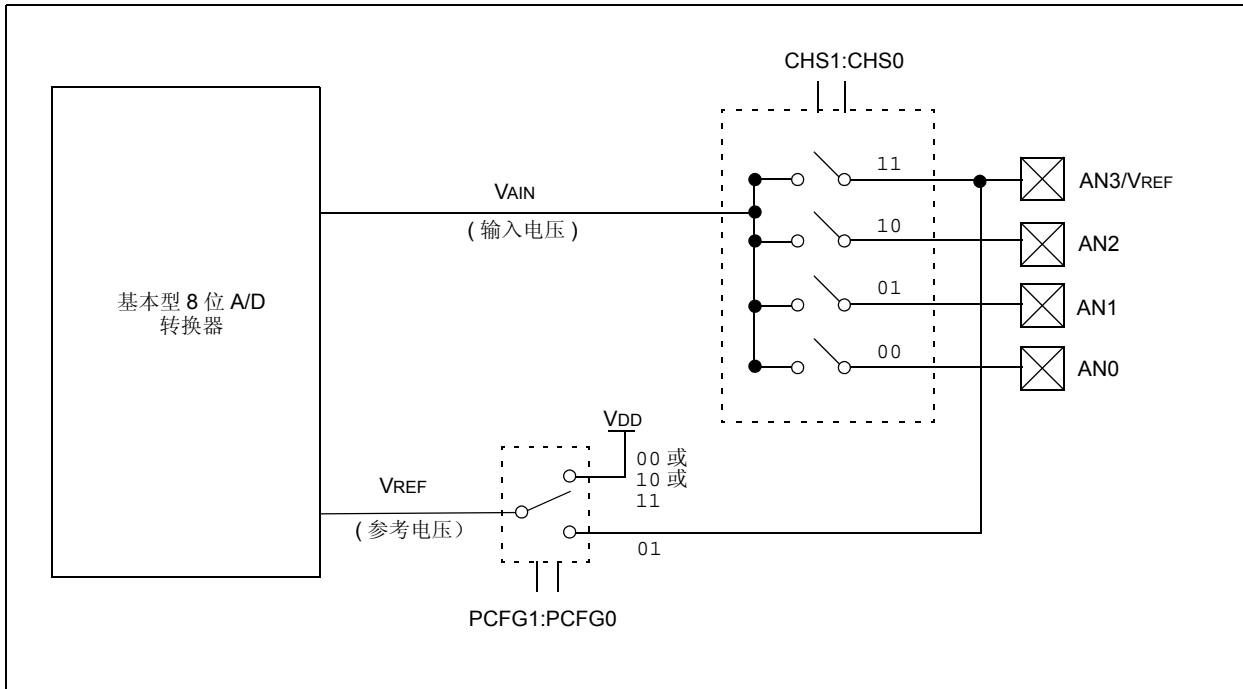 CHS1:CHS0
11
AN3/VREF
VAIN
(输入电压)
10
AN2
基本型 8 位 A/D
转换器
01
AN1
00
AN0
VDD
00 或
10 或
11
VREF
(参考电压）
01
PCFG1:PCFG0